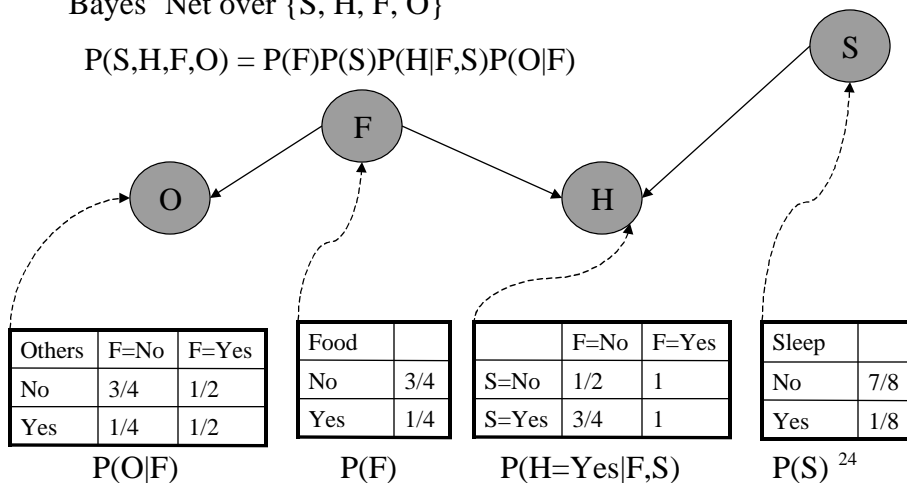 Bayes Net over {S, H, F, O}
P(S,H,F,O) = P(F)P(S)P(H|F,S)P(O|F)
S
F
O
H
Others F=No F=Yes
No 3/4 1/2
Yes 1/4 1/2
P(O|F)
Food
No 3/4
Yes 1/4
P(F)
F=No F=Yes
S=No 1/2 1
S=Yes 3/4 1
P(H=Yes|F,S)
Sleep
No 7/8
Yes 1/8
P(S) 24